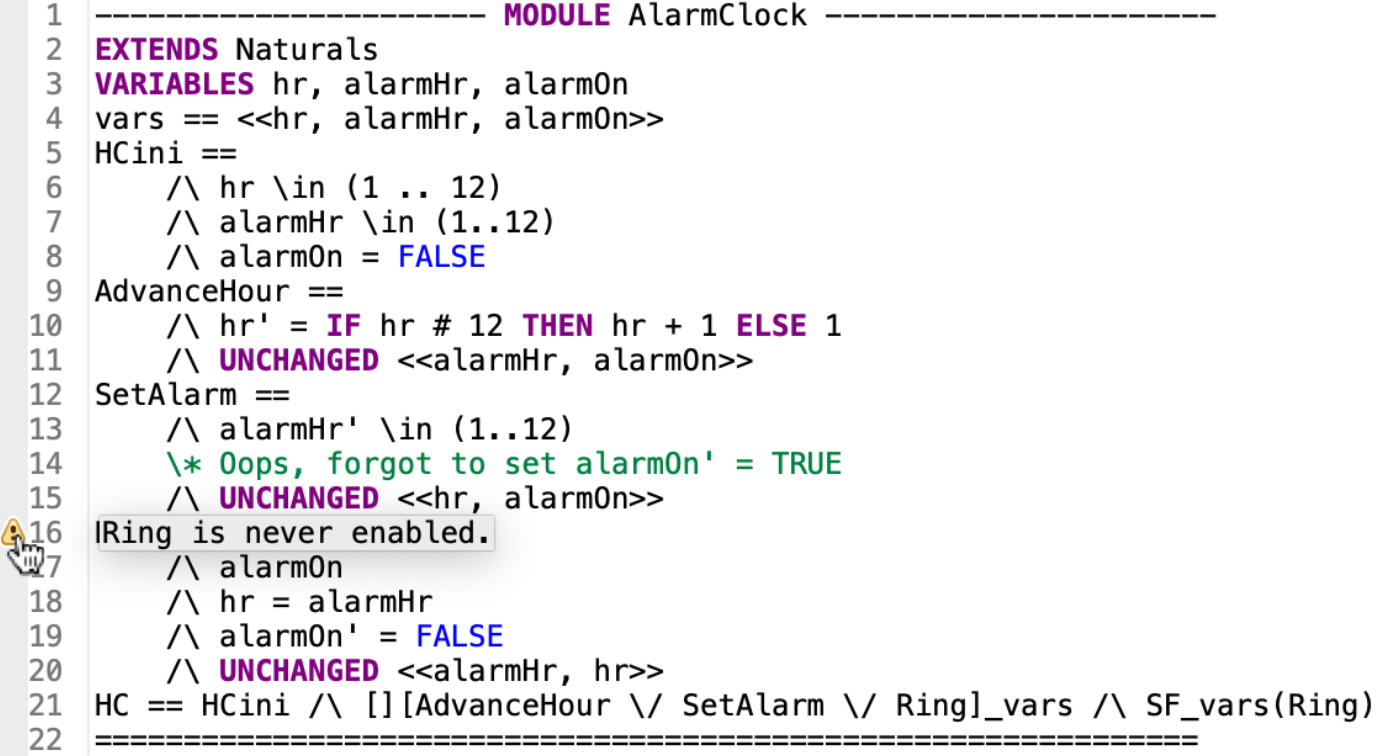 1 ---------------------- MODULE AlarmClock ----------------------
2 EXTENDS Naturals
3 VARIABLES hr, alarmHr, alarmOn
4 vars == <<hr, alarmHr, alarmOn>>
5 HCini ==
6     /\ hr \in (1 .. 12)
7     /\ alarmHr \in (1..12)
8     /\ alarmOn = FALSE
9 AdvanceHour ==
10     /\ hr' = IF hr # 12 THEN hr + 1 ELSE 1
11     /\ UNCHANGED <<alarmHr, alarmOn>>
12 SetAlarm ==
13     /\ alarmHr' \in (1..12)
14     \* Oops, forgot to set alarmOn' = TRUE
15     /\ UNCHANGED <<hr, alarmOn>>
16 Ring is never enabled.
17     /\ alarmOn
18     /\ hr = alarmHr
19     /\ alarmOn' = FALSE
20     /\ UNCHANGED <<alarmHr, hr>>
21 HC == HCini /\ [][AdvanceHour \/ SetAlarm \/ Ring]_vars /\ SF_vars(Ring)
22 ==============================================================